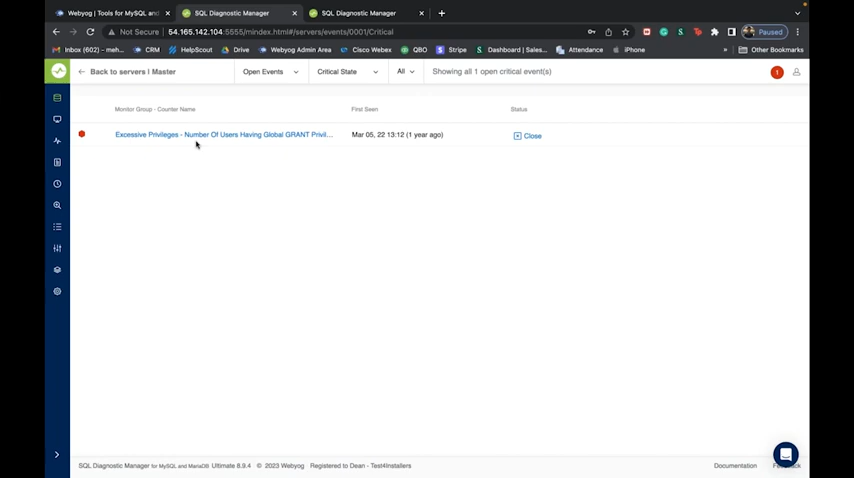 Webyog | Tools for MySQL and
SQL Diagnostic Manager
SQL Diagnostic Manager
Not Secure | 54.165.142.104:5555/mindex.html#/servers/events/0001/Critical
Paused
Inbox (602) – meh...
CRM
HelpScout
Drive
Webyog Admin Area
Cisco Webex
QBO
Stripe
Dashboard | Sales...
Attendance
iPhone
» Other Bookmarks
← Back to servers | Master
Open Events
Critical State
All
Showing all 1 open critical event(s)
1
Monitor Group - Counter Name
First Seen
Status
Excessive Privileges - Number Of Users Having Global GRANT Privil...
Mar 05, 22 13:12 (1 year ago)
Close
SQL Diagnostic Manager for MySQL and MariaDB Ultimate 8.9.4 © 2023 Webyog Registered to Dean - Test4Installers
Documentation